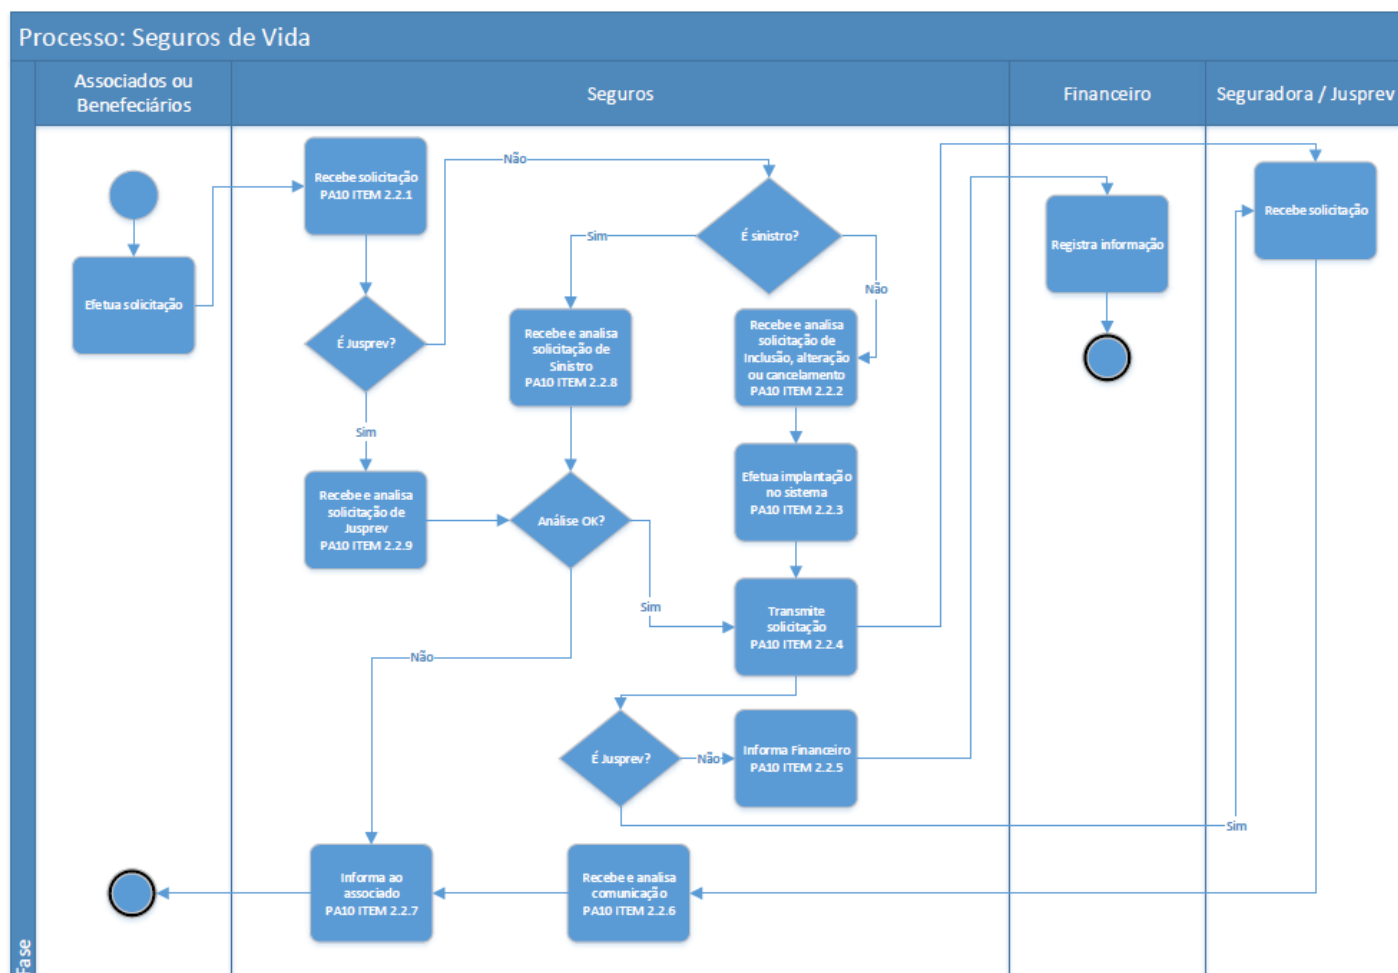 Processo: Seguros de Vida
Associados ou
Benefeciários
Seguros
Financeiro
Seguradora / Jusprev
Fase
Efetua solicitação
Recebe solicitação
PA10 ITEM 2.2.1
Não
É sinistro?
Sim
Não
É Jusprev?
Sim
Recebe e analisa
solicitação de
Sinistro
PA10 ITEM 2.2.8
Recebe e analisa
solicitação de
Inclusão, alteração
ou cancelamento
PA10 ITEM 2.2.2
Registra informação
Recebe solicitação
Recebe e analisa
solicitação de
Jusprev
PA10 ITEM 2.2.9
Análise OK?
Efetua implantação
no sistema
PA10 ITEM 2.2.3
Sim
Não
Transmite
solicitação
PA10 ITEM 2.2.4
É Jusprev?
Não
Informa Financeiro
PA10 ITEM 2.2.5
Sim
Informa ao
associado
PA10 ITEM 2.2.7
Recebe e analisa
comunicação
PA10 ITEM 2.2.6